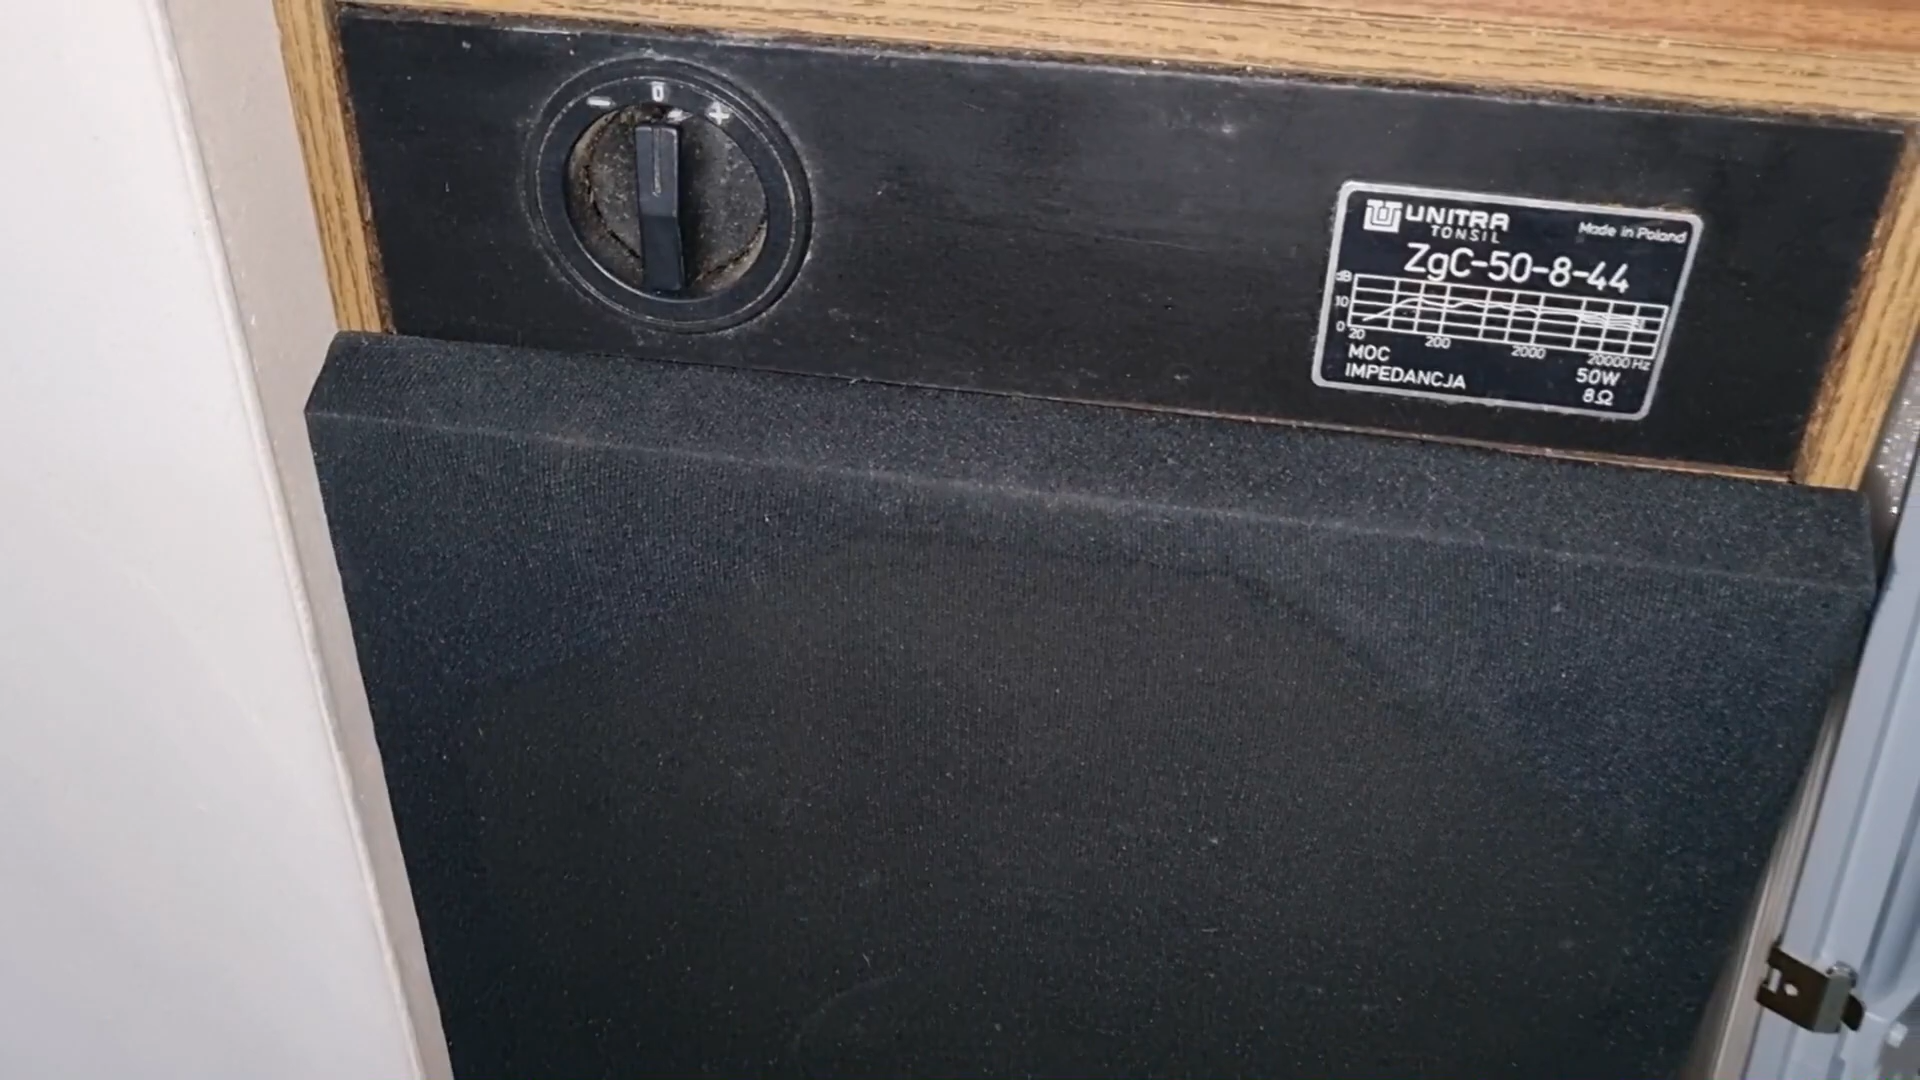 - 0 +
UNITRA
TONSIL
Made in Poland
ZgC-50-8-44
dB
10
0
20 200 2000 20000 Hz
MOC 50W
IMPEDANCJA 8Ω